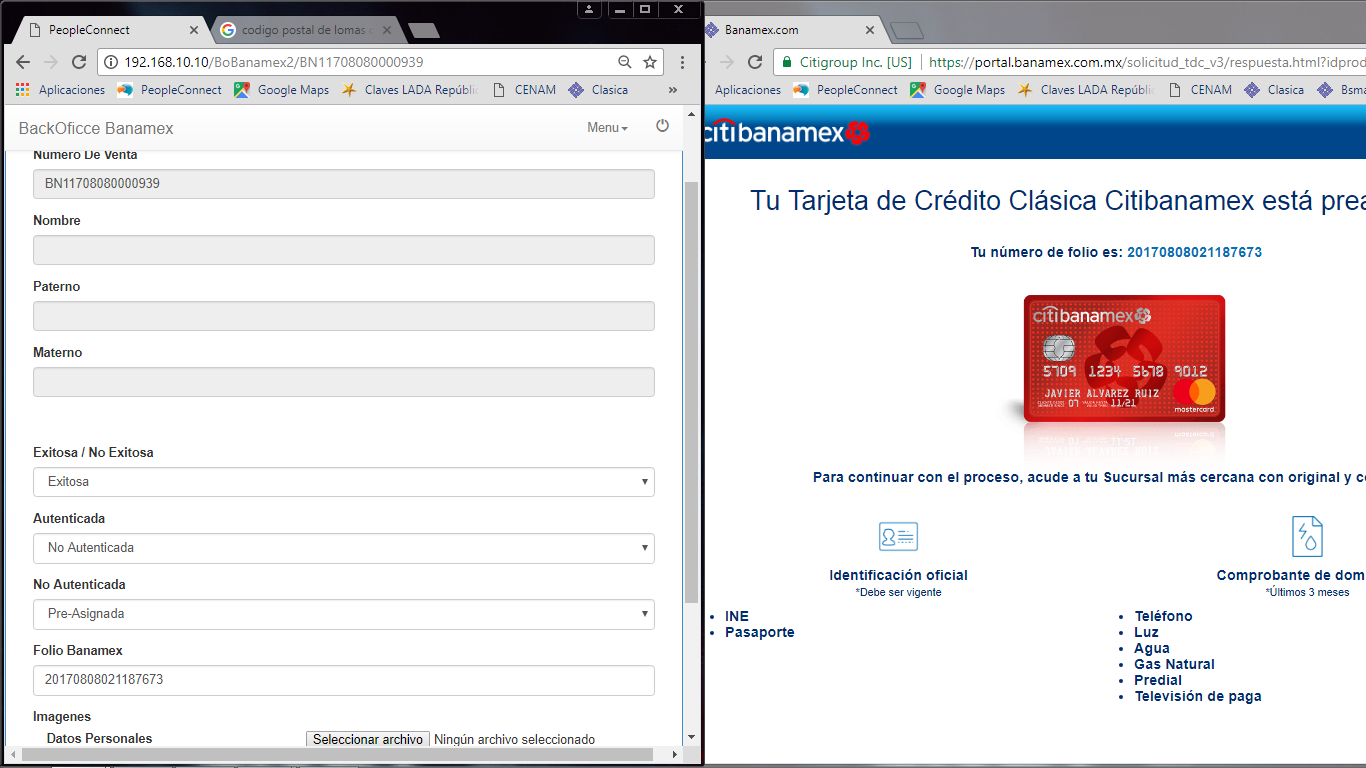 PeopleConnect
codigo postal de lomas
192.168.10.10/BoBanamex2/BN11708080000939
Aplicaciones PeopleConnect Google Maps Claves LADA Repúblic CENAM Clasica »
BackOficce Banamex Menu
Numero De Venta
BN11708080000939
Nombre
Paterno
Materno
Exitosa / No Exitosa
Exitosa
Autenticada
No Autenticada
No Autenticada
Pre-Asignada
Folio Banamex
20170808021187673
Imagenes
Datos Personales Seleccionar archivo Ningún archivo seleccionado
Banamex.com
Citigroup Inc. [US] https://portal.banamex.com.mx/solicitud_tdc_v3/respuesta.html?idprod
Aplicaciones PeopleConnect Google Maps Claves LADA Repúblic CENAM Clasica Bsma
citibanamex
Tu Tarjeta de Crédito Clásica Citibanamex está prea
Tu número de folio es: 20170808021187673
citibanamex
5709 1234 5678 9012
07 11/21
JAVIER ALVAREZ RUIZ
mastercard
Para continuar con el proceso, acude a tu Sucursal más cercana con original y c
Identificación oficial
*Debe ser vigente
• INE
• Pasaporte
Comprobante de dom
*Últimos 3 meses
• Teléfono
• Luz
• Agua
• Gas Natural
• Predial
• Televisión de paga